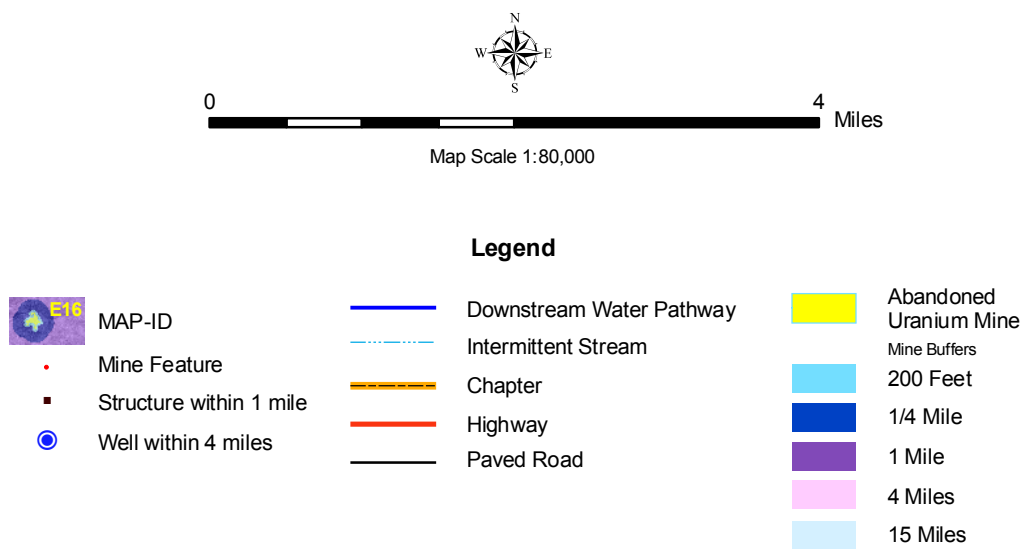 N
W
E
S
0
4
Miles
Map Scale 1:80,000
Legend
E16
MAP-ID
Mine Feature
Structure within 1 mile
Well within 4 miles
Downstream Water Pathway
Intermittent Stream
Chapter
Highway
Paved Road
Abandoned
Uranium Mine
Mine Buffers
200 Feet
1/4 Mile
1 Mile
4 Miles
15 Miles